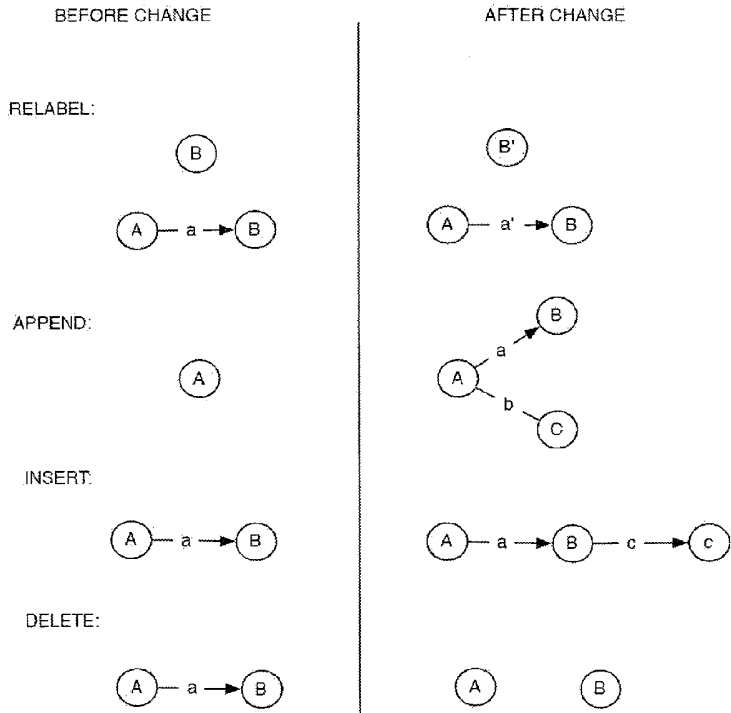 BEFORE CHANGE
AFTER CHANGE
RELABEL:
B
B'
A a B
A a' B
APPEND:
A
B
a
A
b
C
INSERT:
A a B
A a B c c
DELETE:
A a B
A B